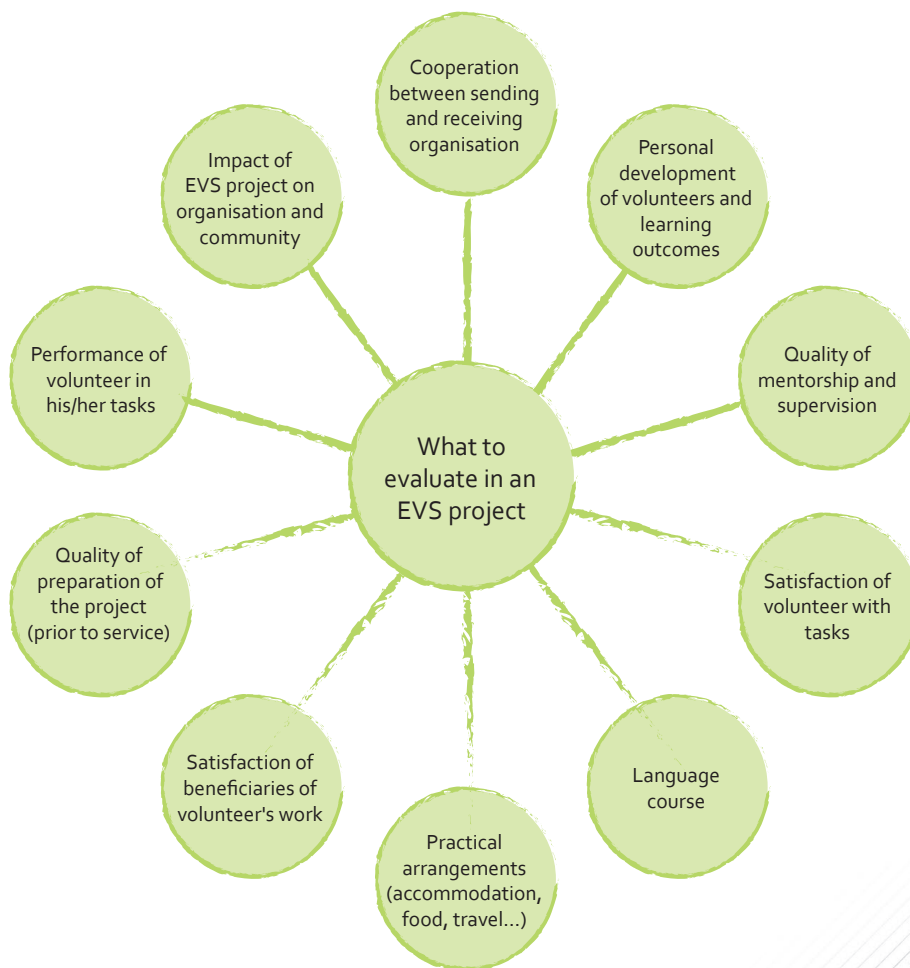 Cooperation
between sending
and receiving
organisation
Personal
development
of volunteers and
learning
outcomes
Quality of
mentorship and
supervision
Satisfaction of
volunteer with
tasks
Language
course
Practical
arrangements
(accommodation,
food, travel...)
Satisfaction of
beneficiaries of
volunteer's work
Quality of
preparation of
the project
(prior to service)
Performance of
volunteer in
his/her tasks
Impact of
EVS project on
organisation and
community
What to
evaluate in an
EVS project